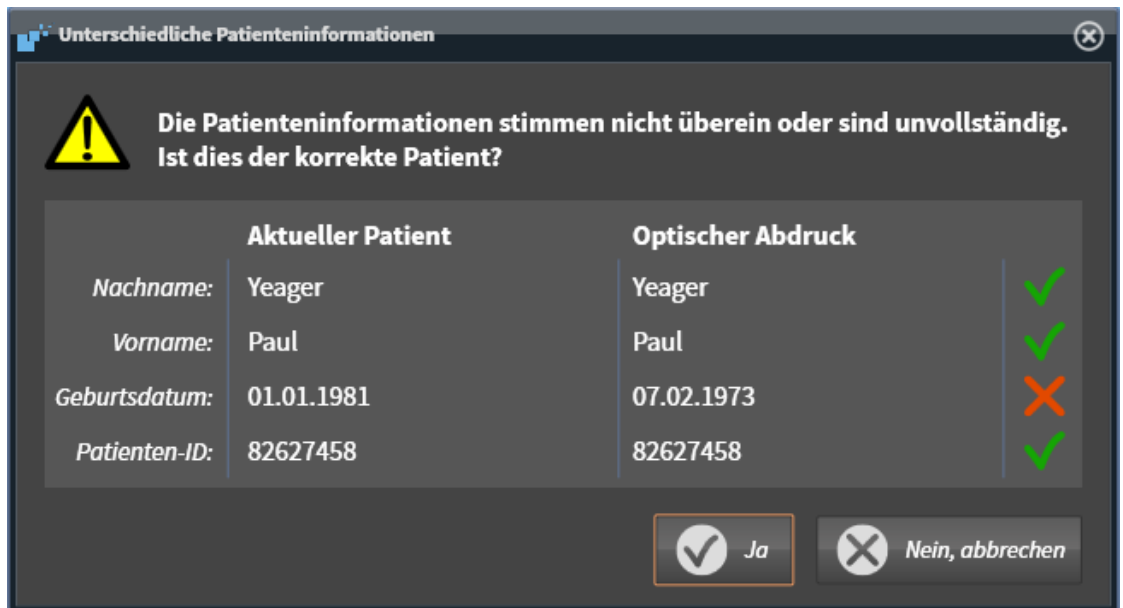 Unterschiedliche Patienteninformationen
Die Patienteninformationen stimmen nicht überein oder sind unvollständig.
Ist dies der korrekte Patient?
Aktueller Patient Optischer Abdruck
Nachname: Yeager Yeager
Vorname: Paul Paul
Geburtsdatum: 01.01.1981 07.02.1973
Patienten-ID: 82627458 82627458
Ja Nein, abbrechen